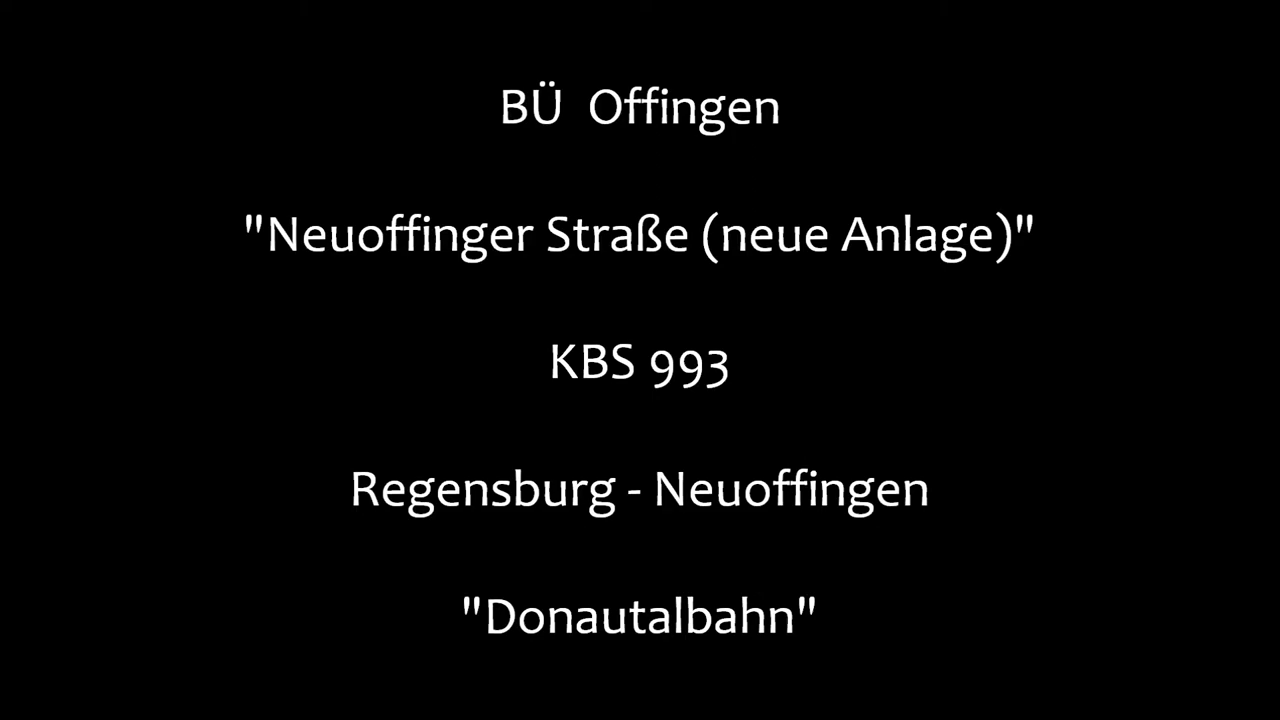 BÜ  Offingen
"Neuoffinger Straße (neue Anlage)"
KBS 993
Regensburg - Neuoffingen
"Donautalbahn"